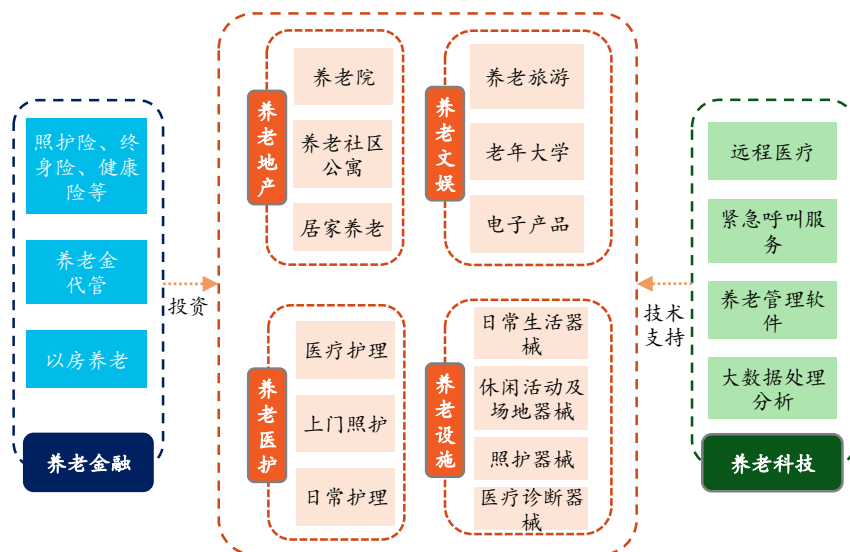 照护险、终
身险、健康
险等
养老金
代管
以房养老
养老金融
投资
养老地产
养老院
养老社区
公寓
居家养老
养老文娱
养老旅游
老年大学
电子产品
养老医护
医疗护理
上门照护
日常护理
养老设施
日常生活器
械
休闲活动及
场地器械
照护器械
医疗诊断器
械
技术
支持
远程医疗
紧急呼叫服
务
养老管理软
件
大数据处理
分析
养老科技